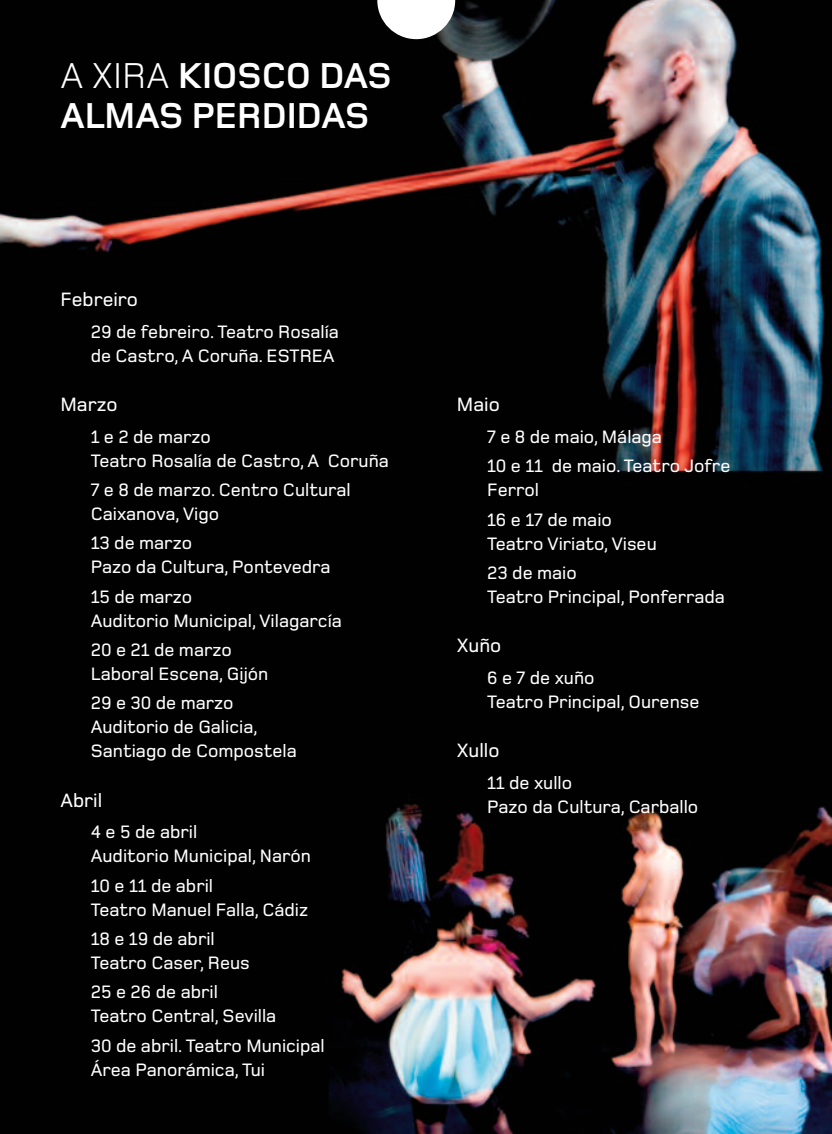 A XIRA KIOSCO DAS
ALMAS PERDIDAS
Febreiro
29 de febreiro. Teatro Rosalía
de Castro, A Coruña. ESTREA
Marzo
1 e 2 de marzo
Teatro Rosalía de Castro, A Coruña
7 e 8 de marzo. Centro Cultural
Caixanova, Vigo
13 de marzo
Pazo da Cultura, Pontevedra
15 de marzo
Auditorio Municipal, Vilagarcía
20 e 21 de marzo
Laboral Escena, Gijón
29 e 30 de marzo
Auditorio de Galicia,
Santiago de Compostela
Abril
4 e 5 de abril
Auditorio Municipal, Narón
10 e 11 de abril
Teatro Manuel Falla, Cádiz
18 e 19 de abril
Teatro Caser, Reus
25 e 26 de abril
Teatro Central, Sevilla
30 de abril. Teatro Municipal
Área Panorámica, Tui
Maio
7 e 8 de maio, Málaga
10 e 11 de maio. Teatro Jofre
Ferrol
16 e 17 de maio
Teatro Viriato, Viseu
23 de maio
Teatro Principal, Ponferrada
Xuño
6 e 7 de xuño
Teatro Principal, Ourense
Xullo
11 de xullo
Pazo da Cultura, Carballo